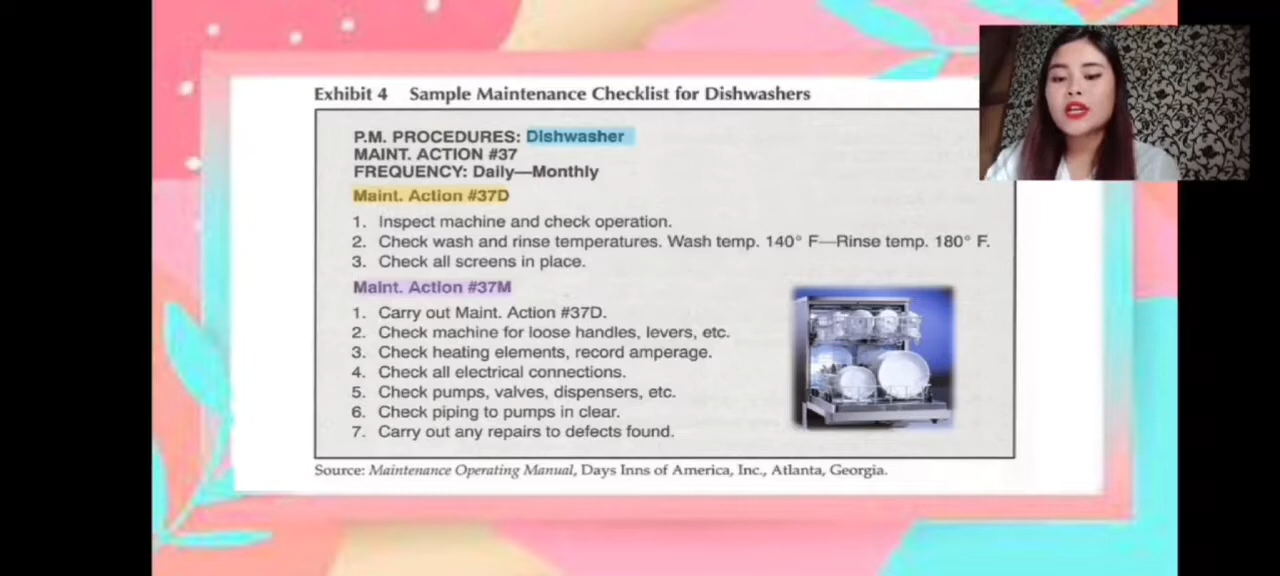 Exhibit 4 Sample Maintenance Checklist for Dishwashers
P.M. PROCEDURES: Dishwasher
MAINT. ACTION #37
FREQUENCY: Daily—Monthly
Maint. Action #37D
1. Inspect machine and check operation.
2. Check wash and rinse temperatures. Wash temp. 140° F—Rinse temp. 180° F.
3. Check all screens in place.
Maint. Action #37M
1. Carry out Maint. Action #37D.
2. Check machine for loose handles, levers, etc.
3. Check heating elements, record amperage.
4. Check all electrical connections.
5. Check pumps, valves, dispensers, etc.
6. Check piping to pumps in clear.
7. Carry out any repairs to defects found.
Source: Maintenance Operating Manual, Days Inns of America, Inc., Atlanta, Georgia.